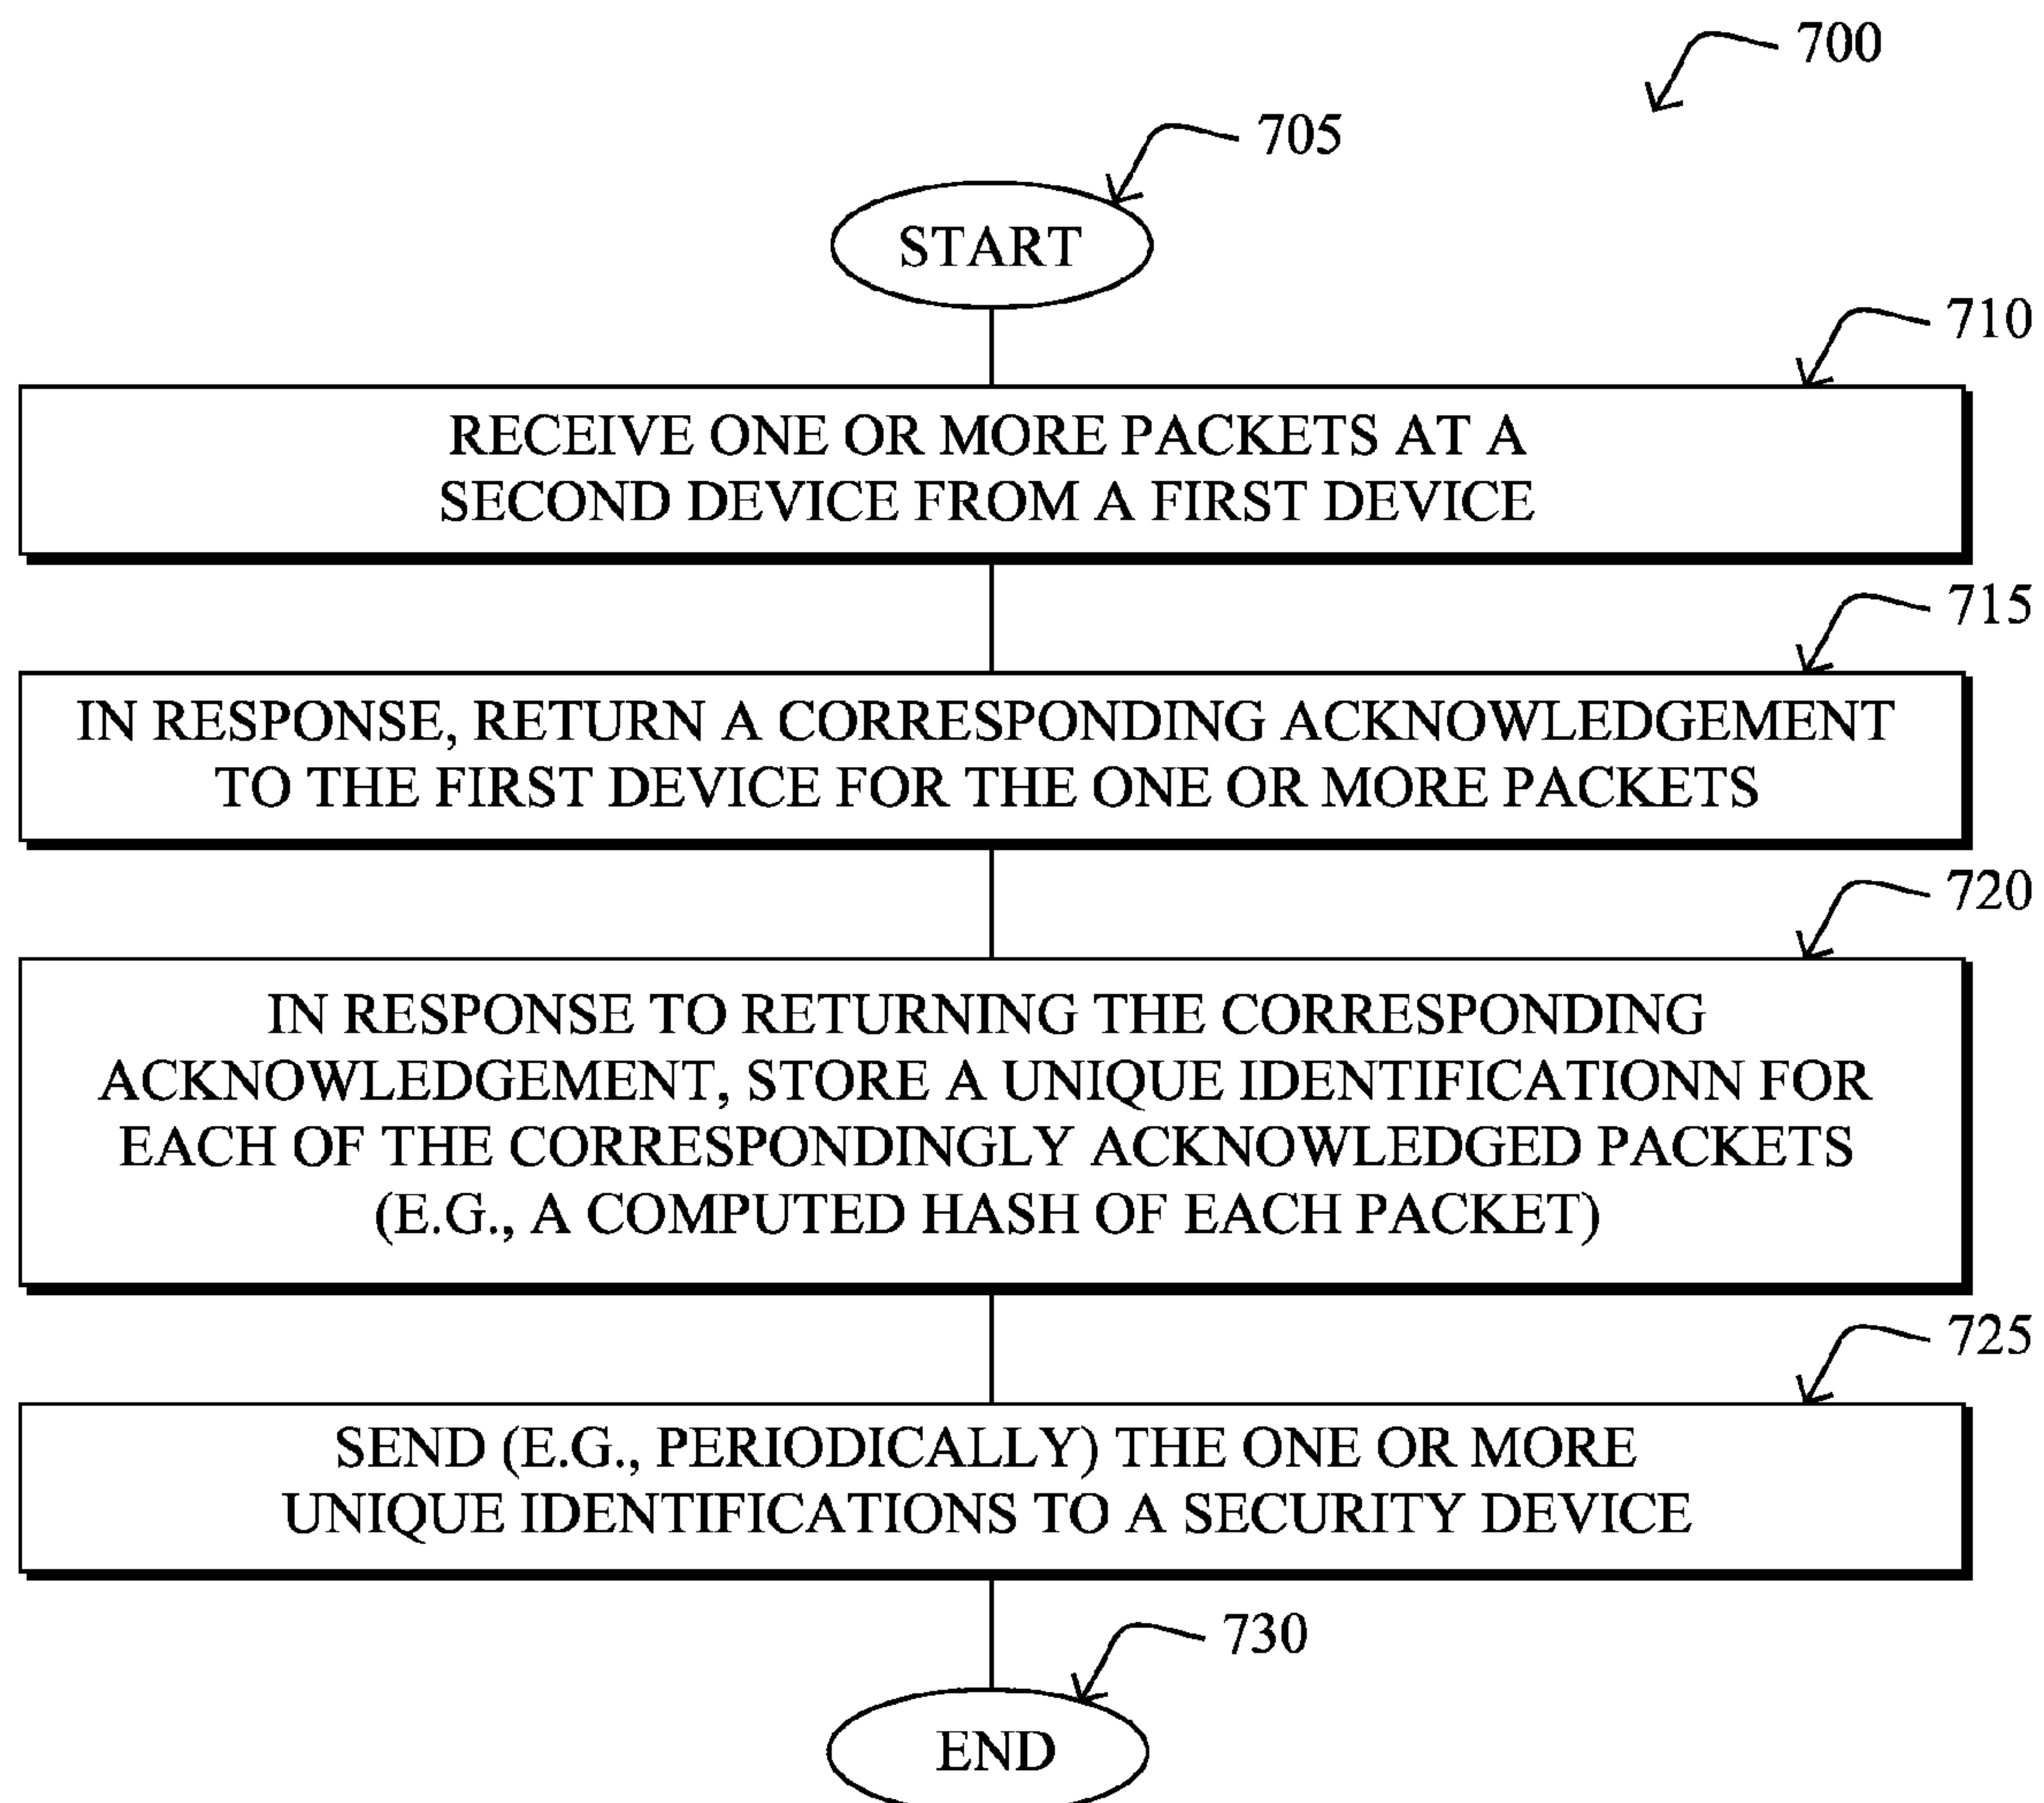 700
705
START
710
RECEIVE ONE OR MORE PACKETS AT A
SECOND DEVICE FROM A FIRST DEVICE
715
IN RESPONSE, RETURN A CORRESPONDING ACKNOWLEDGEMENT
TO THE FIRST DEVICE FOR THE ONE OR MORE PACKETS
720
IN RESPONSE TO RETURNING THE CORRESPONDING
ACKNOWLEDGEMENT, STORE A UNIQUE IDENTIFICATIONN FOR
EACH OF THE CORRESPONDINGLY ACKNOWLEDGED PACKETS
(E.G., A COMPUTED HASH OF EACH PACKET)
725
SEND (E.G., PERIODICALLY) THE ONE OR MORE
UNIQUE IDENTIFICATIONS TO A SECURITY DEVICE
730
END